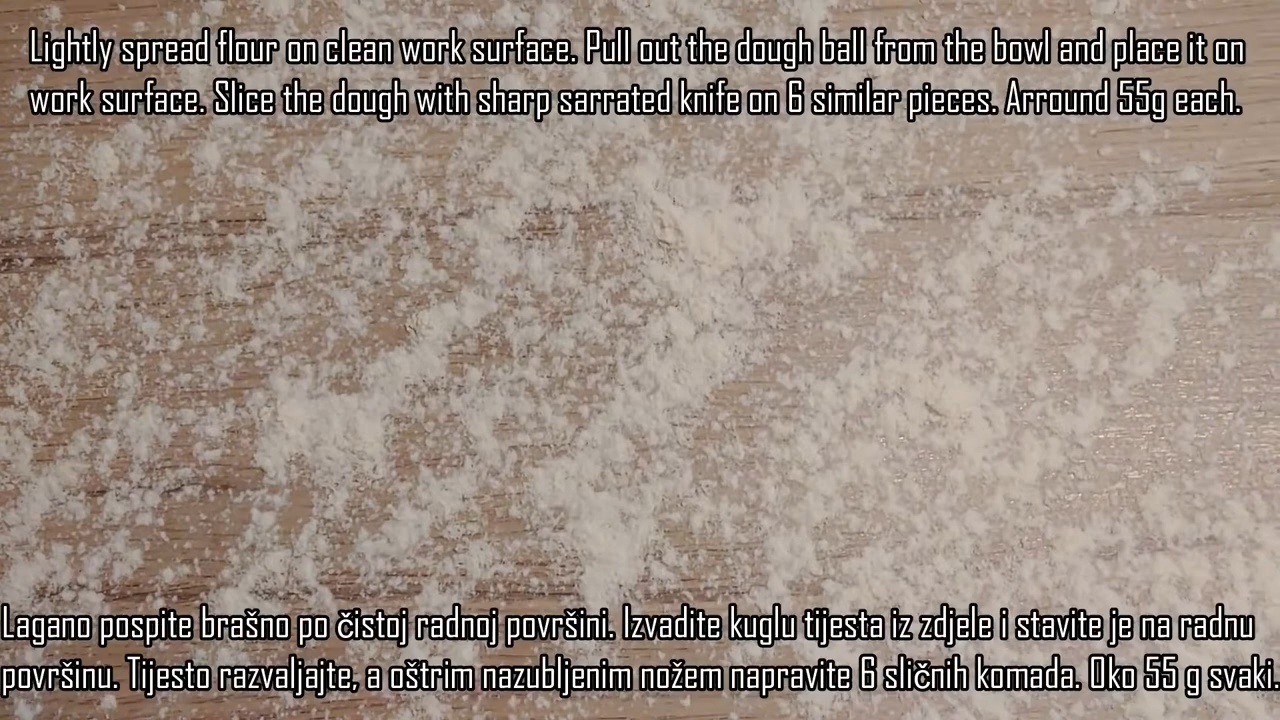 Lightly spread flour on clean work surface. Pull out the dough ball from the bowl and place it on
work surface. Slice the dough with sharp sarrated knife on 6 similar pieces. Arround 55g each.
Lagano pospite brašno po čistoj radnoj površini. Izvadite kuglu tijesta iz zdjele i stavite je na radnu
površinu. Tijesto razvaljajte, a oštrim nazubljenim nožem napravite 6 sličnih komada. Oko 55 g svaki.